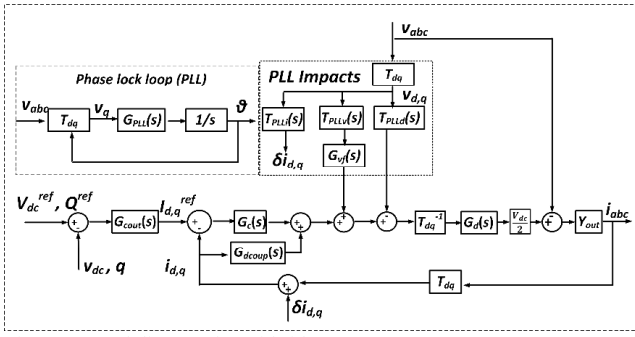 v_abc
Phase lock loop (PLL)
PLL Impacts
T_dq
v_d,q
v_abc
T_dq
v_q
G_PLL(s)
1/s
ϑ
T_PLLi(s)
T_PLLv(s)
T_PLLd(s)
G_vf(s)
δi_d,q
V_dc^ref, Q^ref
+
-
G_cout(s)
I_d,q^ref
-
G_c(s)
+
+
+
+
-
T_dq^-1
G_d(s)
V_dc/2
+
-
Y_out
i_abc
G_dcoup(s)
v_dc, q
i_d,q
+
+
T_dq
δi_d,q